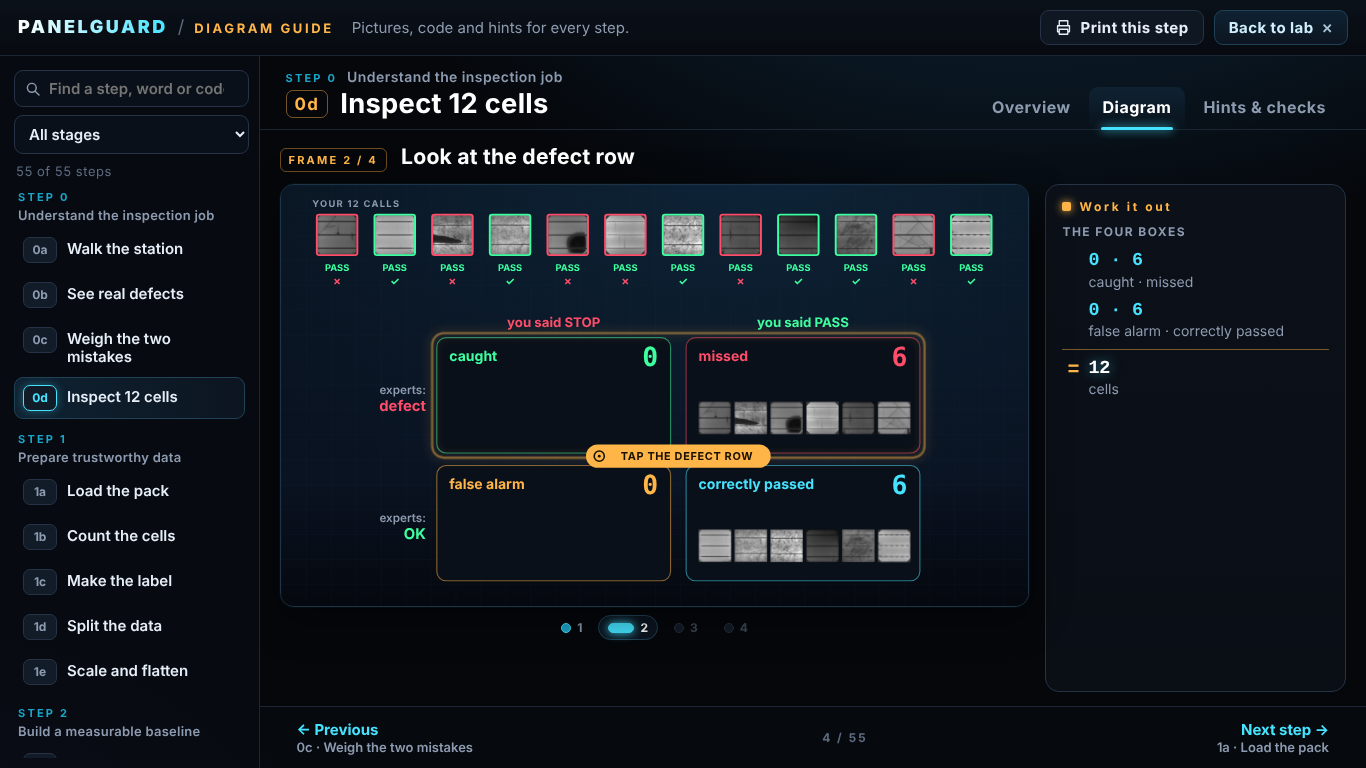 PANELGUARD / DIAGRAM GUIDE Pictures, code and hints for every step.
Print this step
Back to lab ×
Find a step, word or cod
All stages
55 of 55 steps
STEP 0
Understand the inspection job
0a Walk the station
0b See real defects
0c Weigh the two
mistakes
0d Inspect 12 cells
STEP 1
Prepare trustworthy data
1a Load the pack
1b Count the cells
1c Make the label
1d Split the data
1e Scale and flatten
STEP 2
Build a measurable baseline
STEP 0 Understand the inspection job
0d Inspect 12 cells
Overview
Diagram
Hints & checks
FRAME 2 / 4 Look at the defect row
YOUR 12 CALLS
PASS PASS PASS PASS PASS PASS PASS PASS PASS PASS PASS PASS
× ✓ × ✓ × × ✓ × ✓ ✓ × ✓
you said STOP you said PASS
experts:
defect
caught 0
missed 6
TAP THE DEFECT ROW
experts:
OK
false alarm 0
correctly passed 6
1 2 3 4
Work it out
THE FOUR BOXES
0 · 6
caught · missed
0 · 6
false alarm · correctly passed
= 12
cells
← Previous
0c · Weigh the two mistakes
4 / 55
Next step →
1a · Load the pack